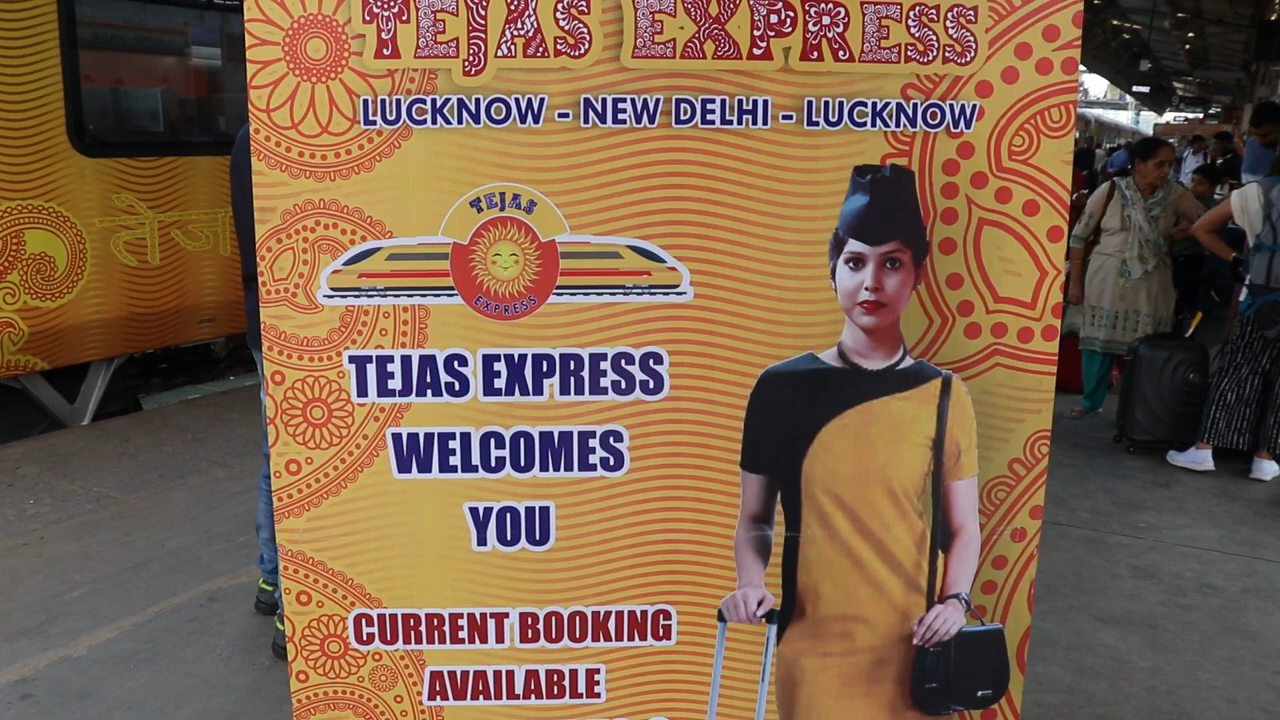 TEJAS EXPRESS
LUCKNOW - NEW DELHI - LUCKNOW
TEJAS
EXPRESS
TEJAS EXPRESS
WELCOMES
YOU
CURRENT BOOKING
AVAILABLE
तेज